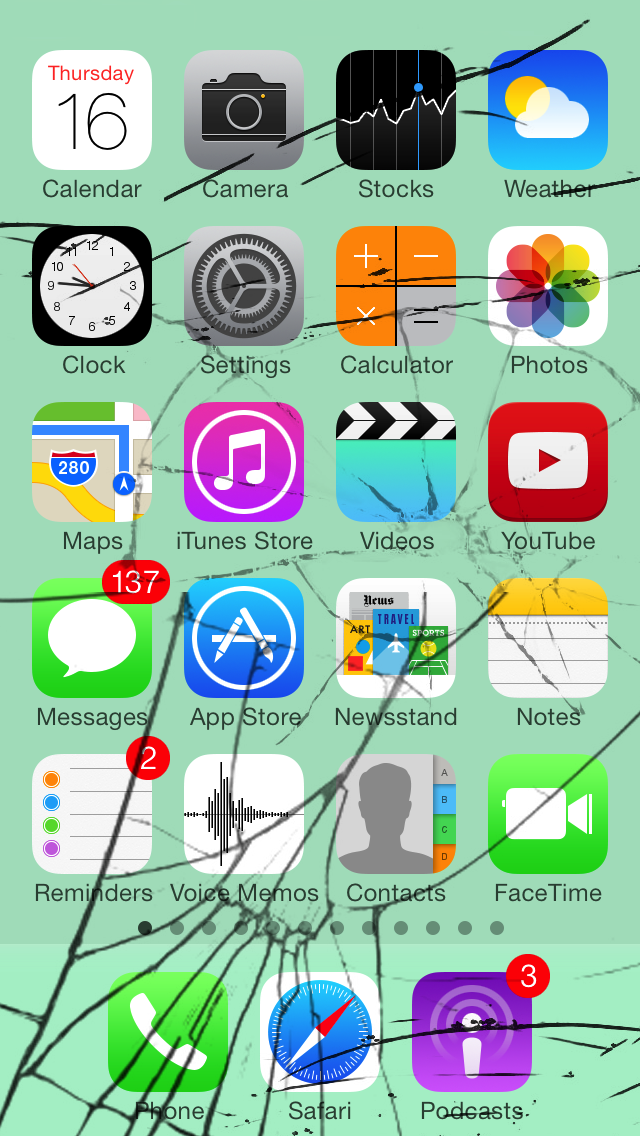 Thursday
16
Calendar
Camera
Stocks
Weather
12
11
1
10
2
9
3
8
4
7
5
6
Clock
Settings
Calculator
Photos
280
Maps
iTunes Store
Videos
YouTube
137
Messages
App Store
News
TRAVEL
ART
SPORTS
Newsstand
Notes
2
Reminders
Voice Memos
A
B
C
D
Contacts
FaceTime
3
Phone
Safari
Podcasts